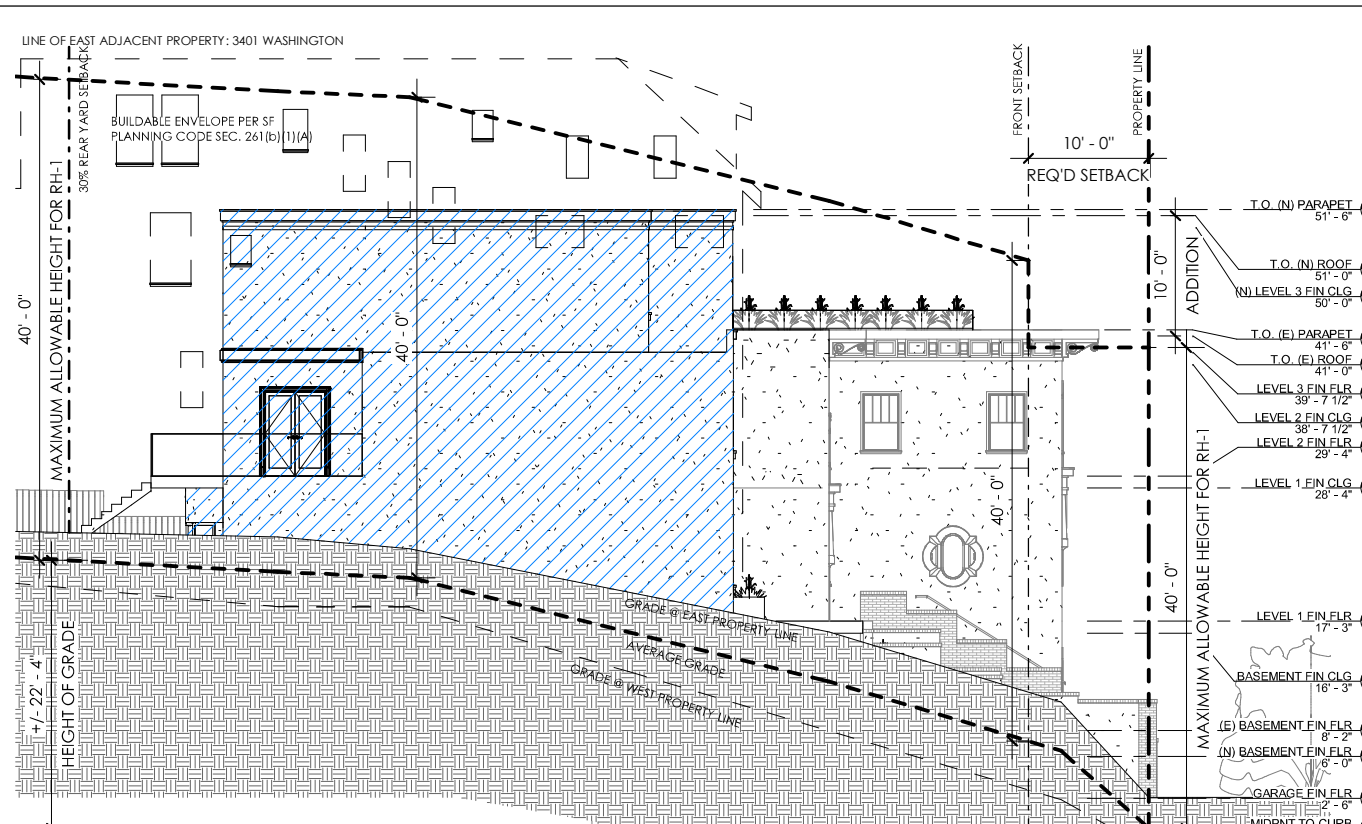 LINE OF EAST ADJACENT PROPERTY: 3401 WASHINGTON
30% REAR YARD SETBACK
BUILDABLE ENVELOPE PER SF
PLANNING CODE SEC. 261(b)(1)(A)
MAXIMUM ALLOWABLE HEIGHT FOR RH-1
40' - 0"
40' - 0"
FRONT SETBACK
PROPERTY LINE
10' - 0"
REQ'D SETBACK
10' - 0"
ADDITION
T.O. (N) PARAPET
51' - 6"
T.O. (N) ROOF
51' - 0"
(N) LEVEL 3 FIN CLG
50' - 0"
T.O. (E) PARAPET
41' - 6"
T.O. (E) ROOF
41' - 0"
LEVEL 3 FIN FLR
39' - 7 1/2"
LEVEL 2 FIN CLG
38' - 7 1/2"
LEVEL 2 FIN FLR
29' - 4"
LEVEL 1 FIN CLG
28' - 4"
40' - 0"
40' - 0"
MAXIMUM ALLOWABLE HEIGHT FOR RH-1
LEVEL 1 FIN FLR
17' - 3"
BASEMENT FIN CLG
16' - 3"
(E) BASEMENT FIN FLR
8' - 2"
(N) BASEMENT FIN FLR
6' - 0"
GARAGE FIN FLR
2' - 6"
MIDPNT TO CURB
GRADE @ EAST PROPERTY LINE
AVERAGE GRADE
GRADE @ WEST PROPERTY LINE
+/- 22' - 4"
HEIGHT OF GRADE